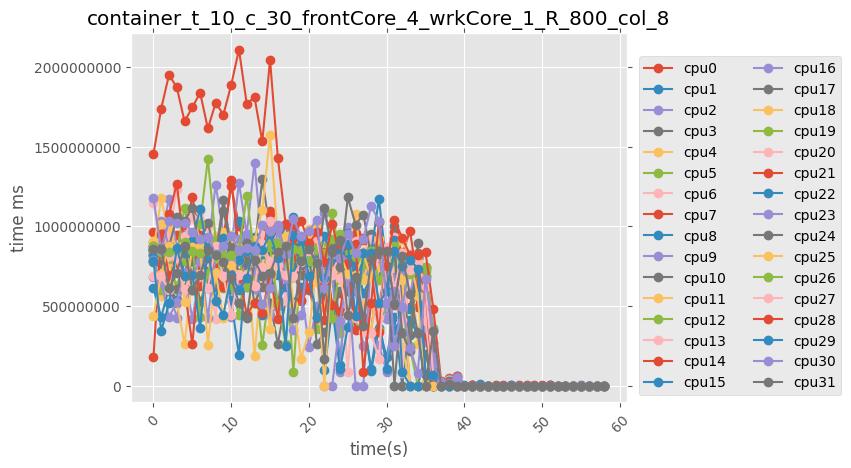 container_t_10_c_30_frontCore_4_wrkCore_1_R_800_col_8
time ms
2000000000
1500000000
1000000000
500000000
0
0
10
20
30
40
50
60
time(s)
cpu0
cpu1
cpu2
cpu3
cpu4
cpu5
cpu6
cpu7
cpu8
cpu9
cpu10
cpu11
cpu12
cpu13
cpu14
cpu15
cpu16
cpu17
cpu18
cpu19
cpu20
cpu21
cpu22
cpu23
cpu24
cpu25
cpu26
cpu27
cpu28
cpu29
cpu30
cpu31